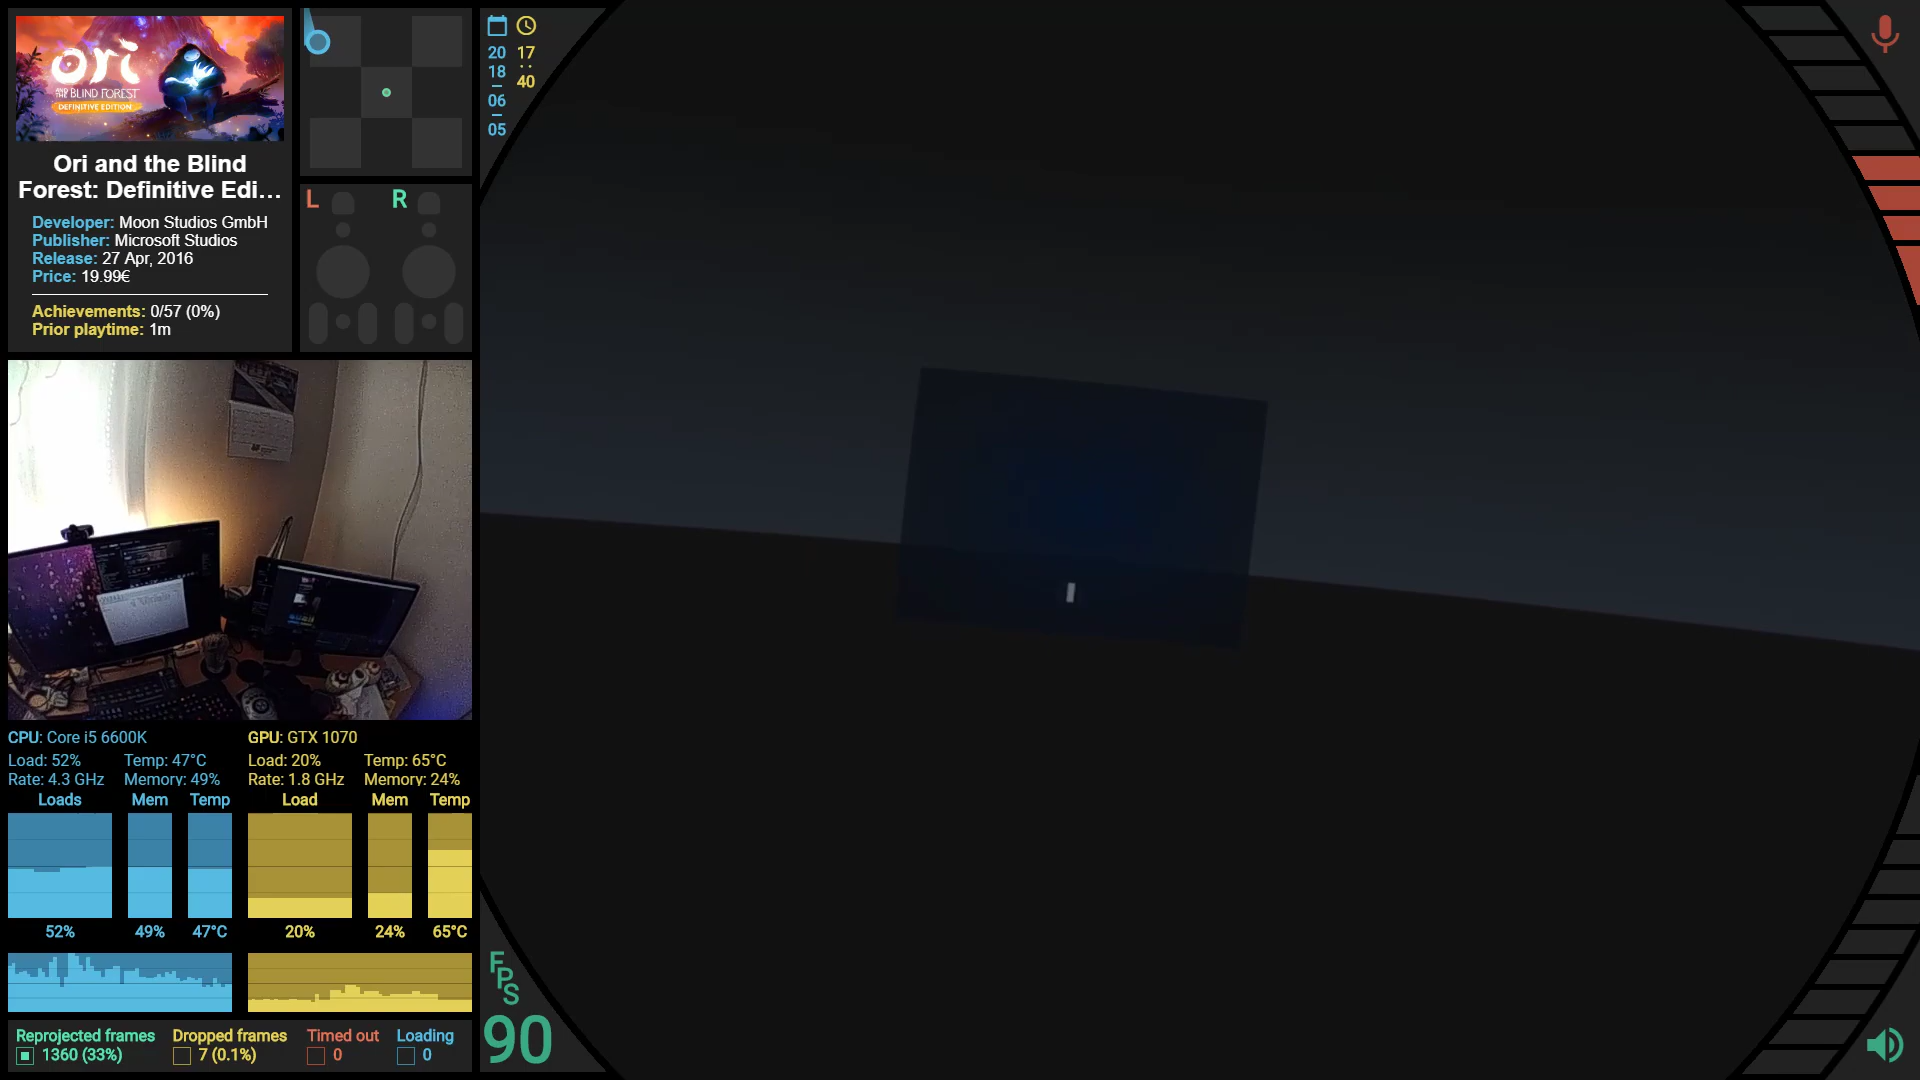 ori
AND THE BLIND FOREST
DEFINITIVE EDITION
Ori and the Blind
Forest: Definitive Edi…
Developer: Moon Studios GmbH
Publisher: Microsoft Studios
Release: 27 Apr, 2016
Price: 19.99€
Achievements: 0/57 (0%)
Prior playtime: 1m
L R
20 17
18 ··
– 40
06
–
05
CPU: Core i5 6600K
Load: 52% Temp: 47°C
Rate: 4.3 GHz Memory: 49%
Loads Mem Temp
52% 49% 47°C
GPU: GTX 1070
Load: 20% Temp: 65°C
Rate: 1.8 GHz Memory: 24%
Load Mem Temp
20% 24% 65°C
Reprojected frames Dropped frames Timed out Loading
1360 (33%) 7 (0.1%) 0 0
FPS
90